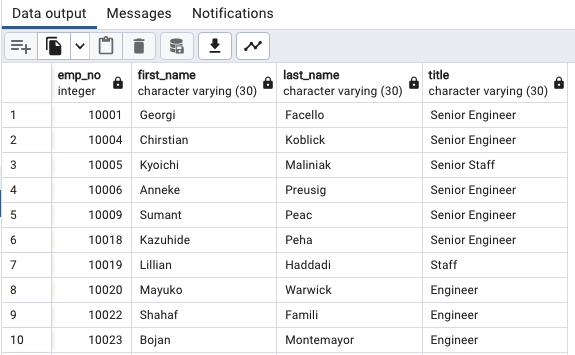 Data output Messages Notifications
emp_no first_name last_name title
integer character varying (30) character varying (30) character varying (30)
1 10001 Georgi Facello Senior Engineer
2 10004 Chirstian Koblick Senior Engineer
3 10005 Kyoichi Maliniak Senior Staff
4 10006 Anneke Preusig Senior Engineer
5 10009 Sumant Peac Senior Engineer
6 10018 Kazuhide Peha Senior Engineer
7 10019 Lillian Haddadi Staff
8 10020 Mayuko Warwick Engineer
9 10022 Shahaf Famili Engineer
10 10023 Bojan Montemayor Engineer